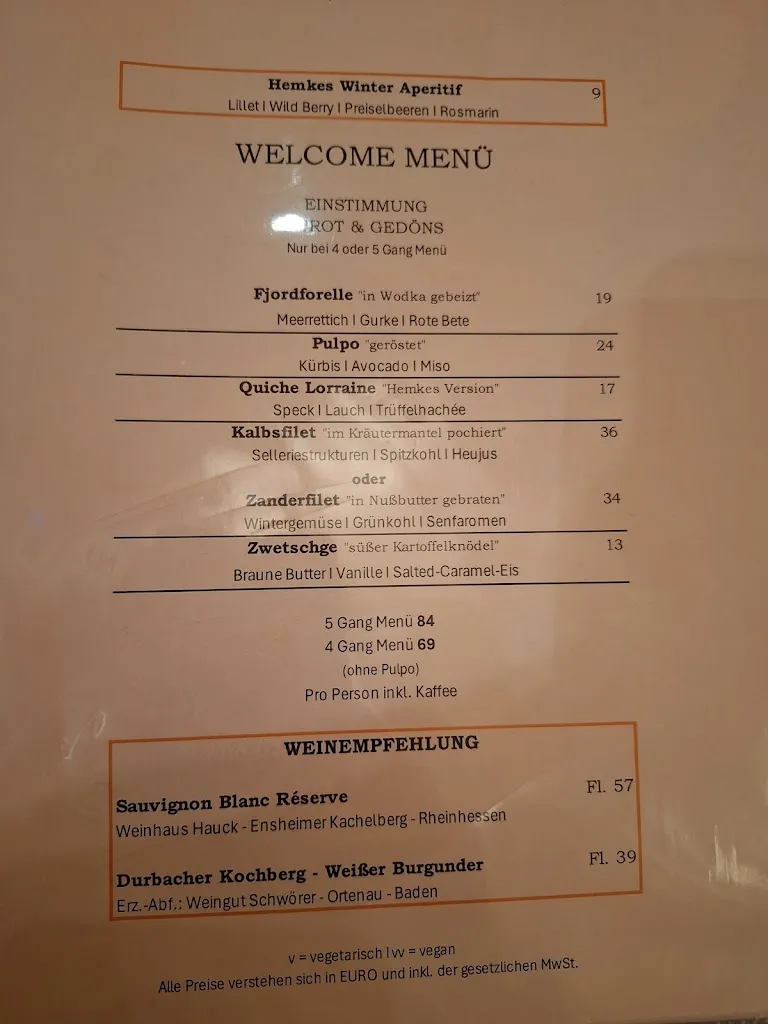 Hemkes Winter Aperitif 9
Lillet I Wild Berry I Preiselbeeren I Rosmarin
WELCOME MENÜ
EINSTIMMUNG
& GEDÖNS
Nur bei 4 oder 5 Gang Menü
Fjordforelle "in Wodka gebeizt" 19
Meerrettich I Gurke I Rote Bete
Pulpo "geröstet" 24
Kürbis I Avocado I Miso
Quiche Lorraine "Hemkes Version" 17
Speck I Lauch I Trüffelhachée
Kalbsfilet "im Kräutermantel pochiert" 36
Selleriestrukturen I Spitzkohl I Heujus
oder
Zanderfilet "in Nußbutter gebraten" 34
Wintergemüse I Grünkohl I Senfaromen
Zwetschge "süßer Kartoffelknödel" 13
Braune Butter I Vanille I Salted-Caramel-Eis
5 Gang Menü 84
4 Gang Menü 69
(ohne Pulpo)
Pro Person inkl. Kaffee
WEINEMPFEHLUNG
Sauvignon Blanc Réserve Fl. 57
Weinhaus Hauck - Ensheimer Kachelberg - Rheinhessen
Durbacher Kochberg - Weißer Burgunder Fl. 39
Erz.-Abf.: Weingut Schwörer - Ortenau - Baden
v = vegetarisch I vv = vegan
Alle Preise verstehen sich in EURO und inkl. der gesetzlichen MwSt.